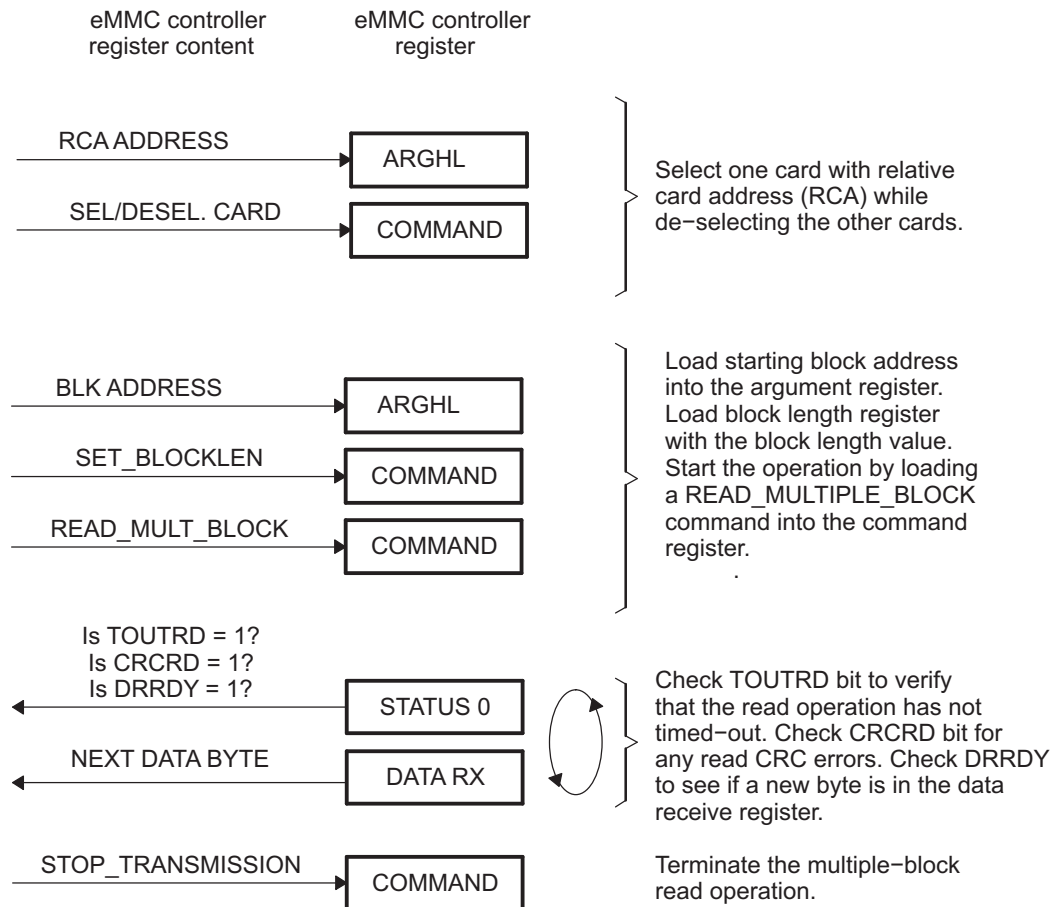 eMMC controller
register content
eMMC controller
register
RCA ADDRESS
ARGHL
SEL/DESEL. CARD
COMMAND
Select one card with relative
card address (RCA) while
de−selecting the other cards.
BLK ADDRESS
ARGHL
SET_BLOCKLEN
COMMAND
READ_MULT_BLOCK
COMMAND
Load starting block address
into the argument register.
Load block length register
with the block length value.
Start the operation by loading
a READ_MULTIPLE_BLOCK
command into the command
register.
.
Is TOUTRD = 1?
Is CRCRD = 1?
Is DRRDY = 1?
STATUS 0
NEXT DATA BYTE
DATA RX
Check TOUTRD bit to verify
that the read operation has not
timed−out. Check CRCRD bit for
any read CRC errors. Check DRRDY
to see if a new byte is in the data
receive register.
STOP_TRANSMISSION
COMMAND
Terminate the multiple−block
read operation.